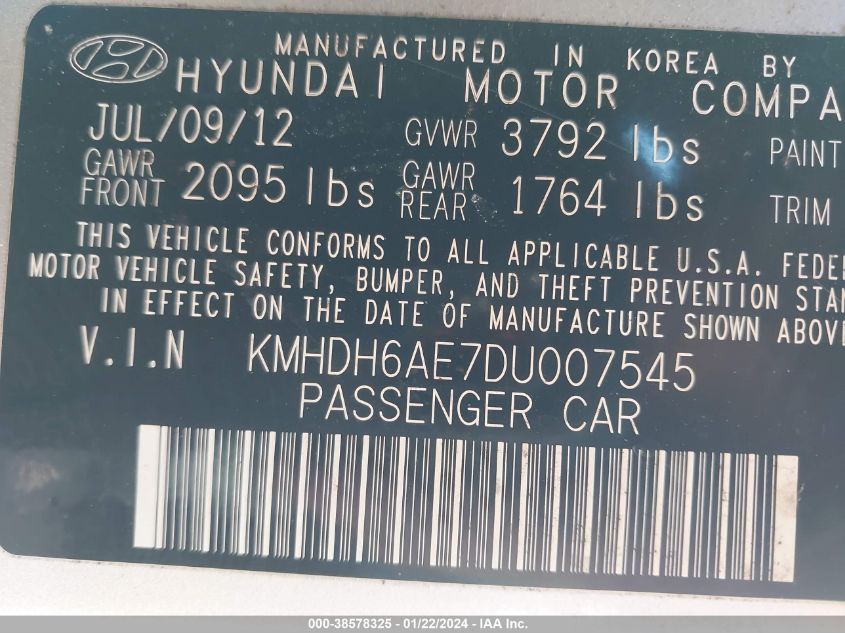 MANUFACTURED IN KOREA BY
HYUNDAI MOTOR COMPA
JUL/09/12 GVWR 3792 lbs PAINT
GAWR FRONT 2095 lbs GAWR REAR 1764 lbs TRIM
THIS VEHICLE CONFORMS TO ALL APPLICABLE U.S.A. FEDE
MOTOR VEHICLE SAFETY, BUMPER, AND THEFT PREVENTION STAN
IN EFFECT ON THE DATE OF MANUFACTURE SHOWN ABOVE
V.I.N KMHDH6AE7DU007545
PASSENGER CAR
000-38578325 - 01/22/2024 - IAA Inc.